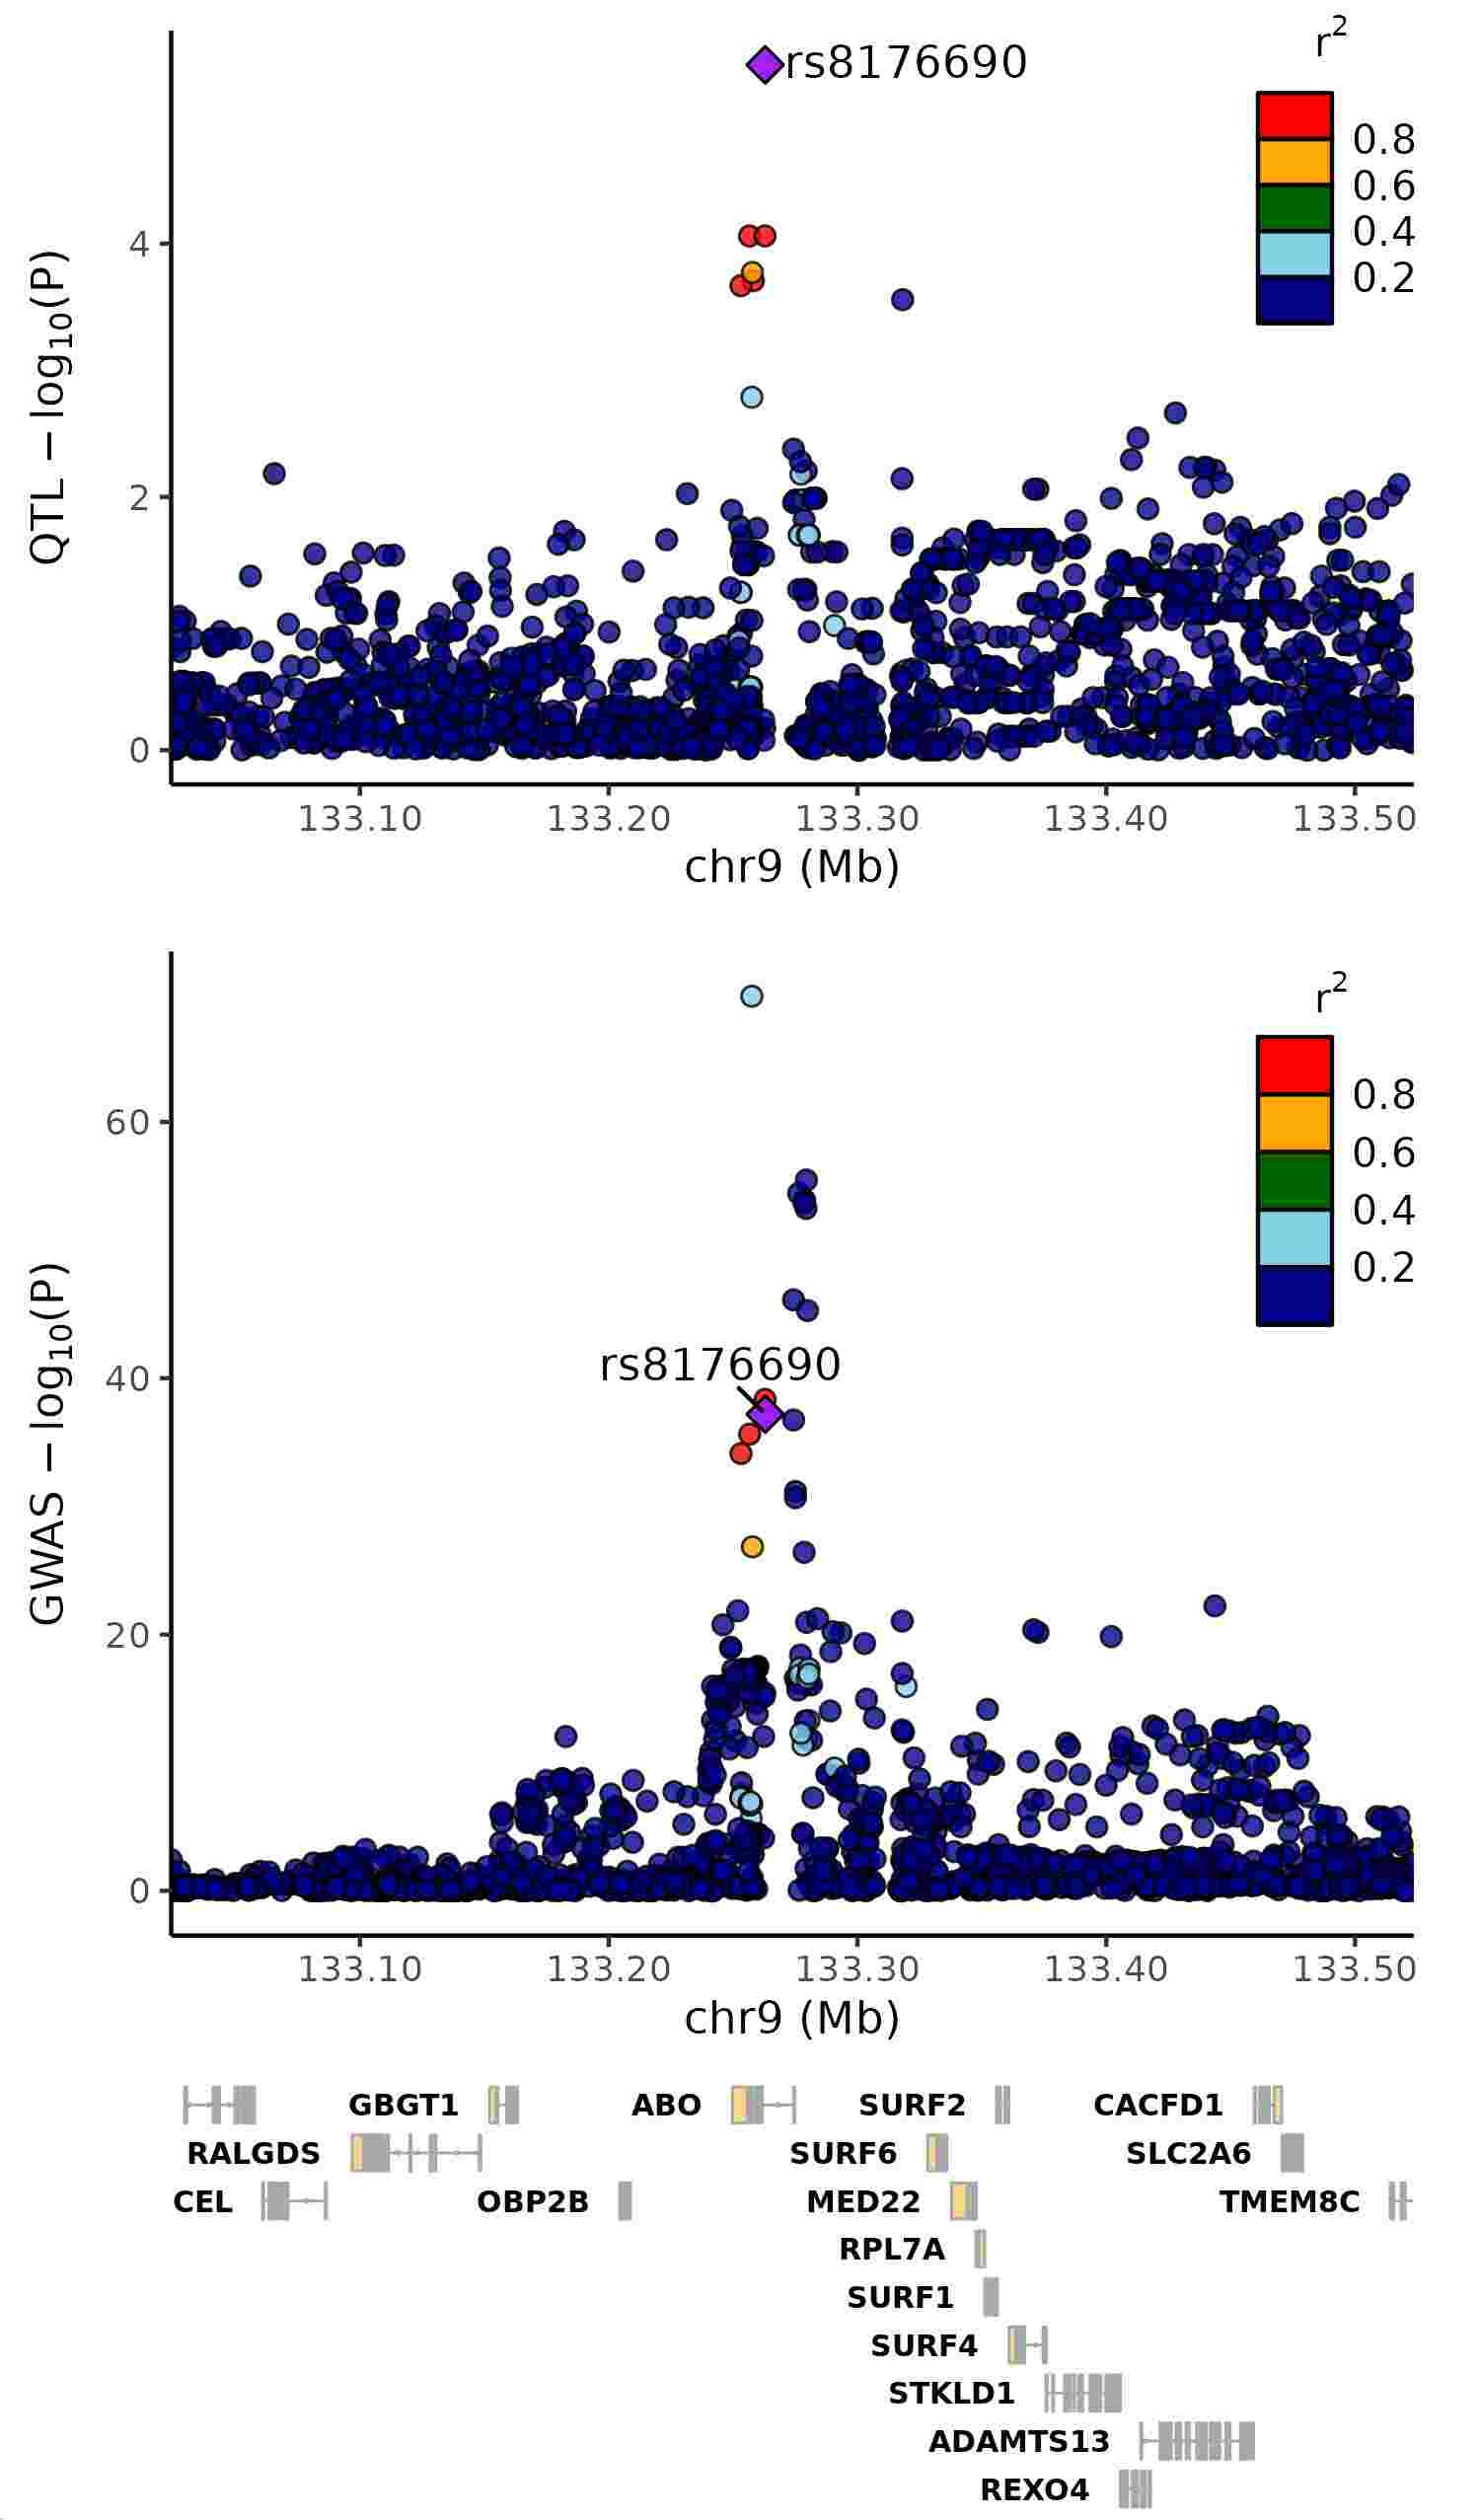 rs8176690
r2
0.8
0.6
0.4
0.2
QTL −log10(P)
4
2
0
133.10 133.20 133.30 133.40 133.50
chr9 (Mb)
r2
0.8
0.6
0.4
0.2
GWAS −log10(P)
60
40
20
0
rs8176690
133.10 133.20 133.30 133.40 133.50
chr9 (Mb)
GBGT1 ABO SURF2 CACFD1
RALGDS SURF6 SLC2A6
CEL OBP2B MED22 TMEM8C
RPL7A
SURF1
SURF4
STKLD1
ADAMTS13
REXO4